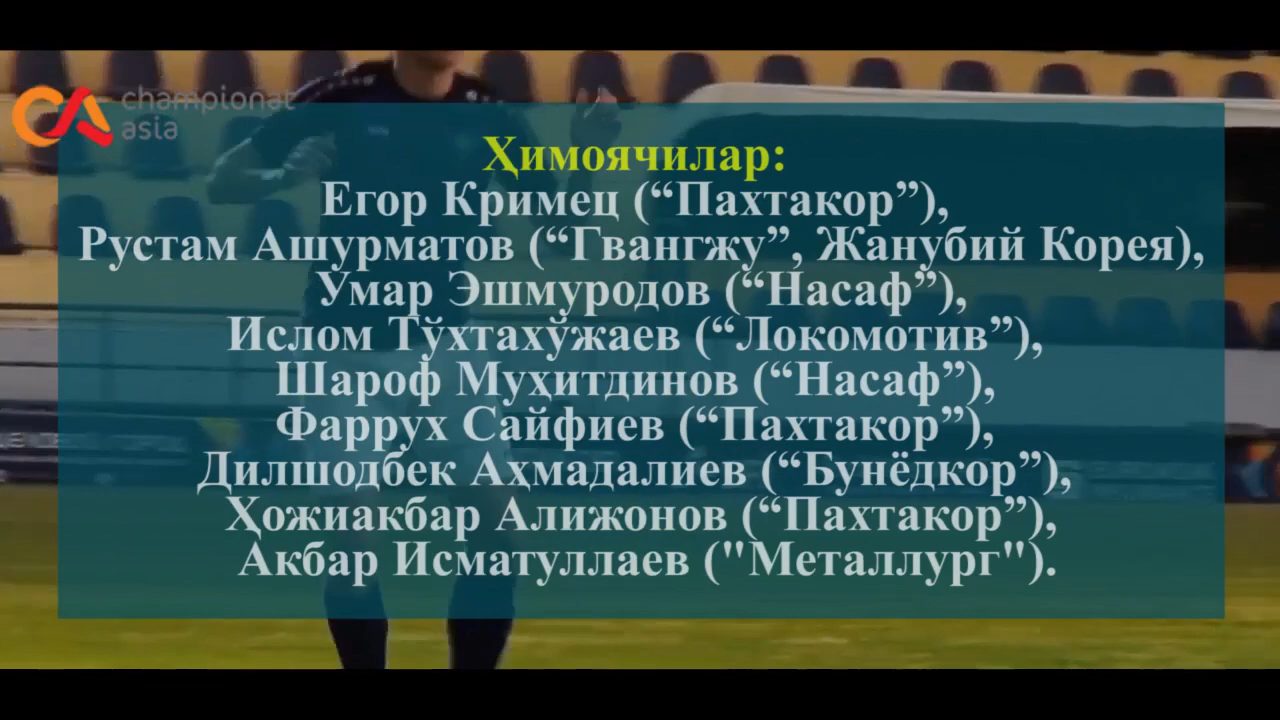 championat
asia
Ҳимоячилар:
Егор Кримец (“Пахтакор”),
Рустам Ашурматов (“Гвангжу”, Жанубий Корея),
Умар Эшмуродов (“Насаф”),
Ислом Тўхтахўжаев (“Локомотив”),
Шароф Муҳитдинов (“Насаф”),
Фаррух Сайфиев (“Пахтакор”),
Дилшодбек Аҳмадалиев (“Бунёдкор”),
Ҳожиакбар Алижонов (“Пахтакор”),
Акбар Исматуллаев ("Металлург").